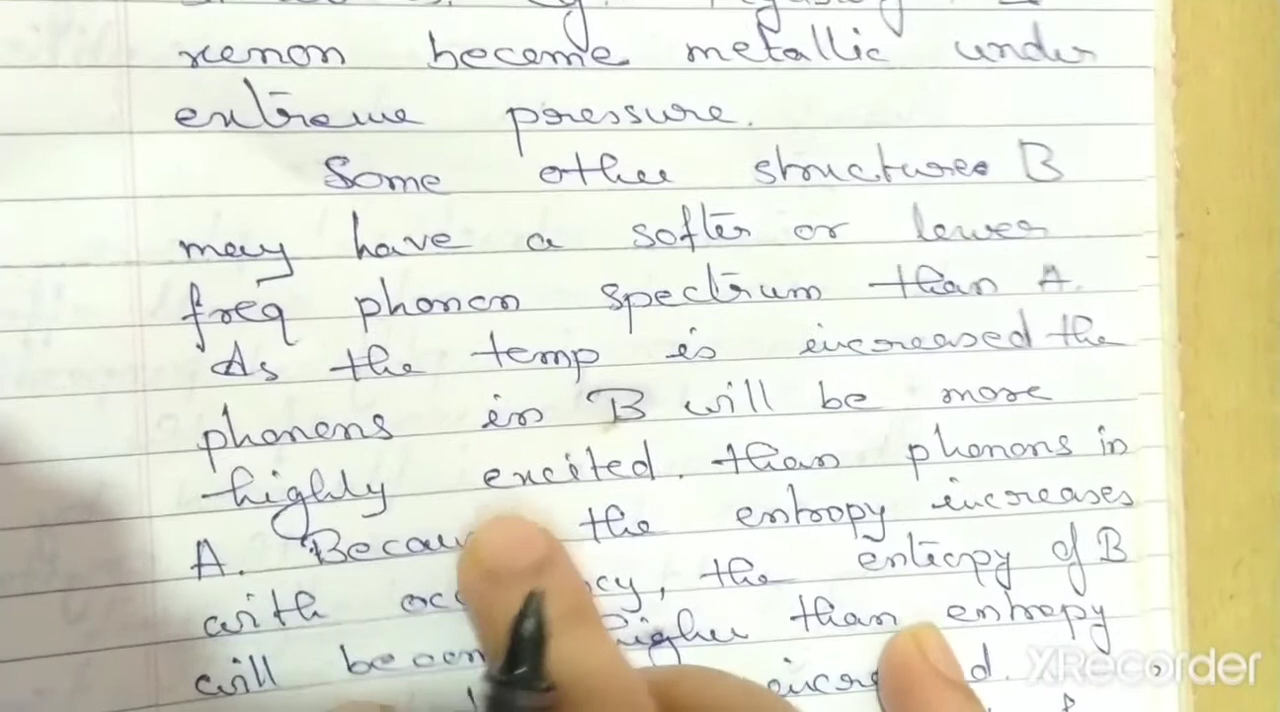 xenon become metallic under
extreme pressure.
Some other structures B
may have a softer or lower
freq phonon spectrum than A.
As the temp is increased the
phonons in B will be more
highly excited. than phonons in
A. the entropy increases
with the entropy of B
will higher than entropy
XRecorder